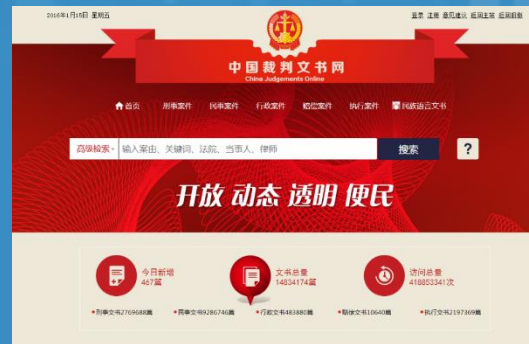 2016年1月15日 星期五
登录 注册 意见建议 返回主站 返回旧版
中国裁判文书网
China Judgements Online
首页 刑事案件 民事案件 行政案件 赔偿案件 执行案件 民族语言文书
高级检索 输入案由、关键词、法院、当事人、律师 搜索 ?
开放 动态 透明 便民
今日新增
467篇
文书总量
14834174篇
访问总量
418853341次
•刑事文书2769688篇 •民事文书9286746篇 •行政文书483880篇 •赔偿文书10640篇 •执行文书2197369篇